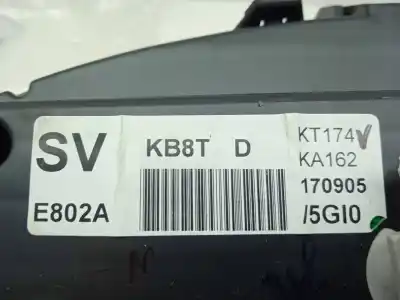 SV
KB8T D
KT174
KA162
E802A
170905
/5GI0